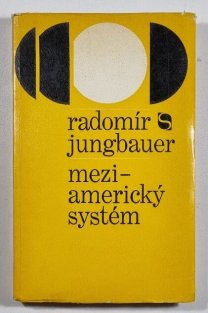 radomír S
jungbauer
mezi-
americký
systém